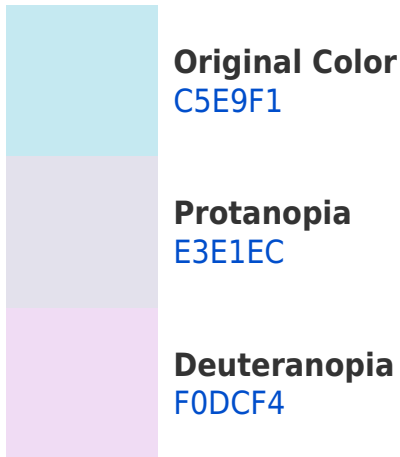 Original Color
C5E9F1
Protanopia
E3E1EC
Deuteranopia
F0DCF4